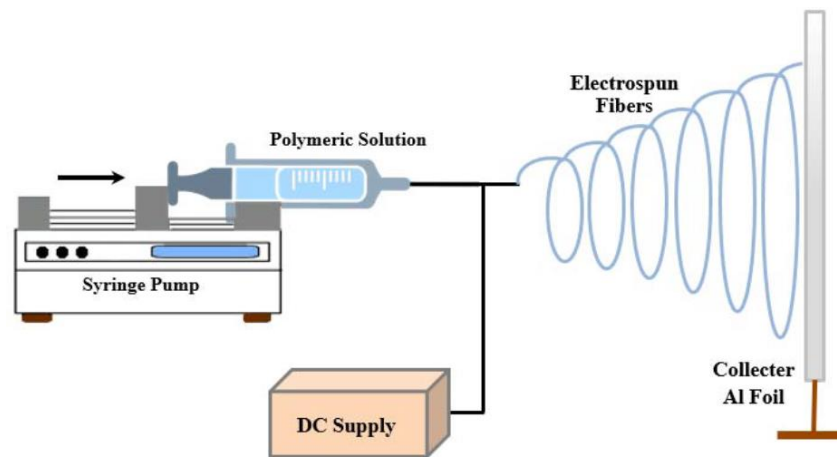 Electrospun
Fibers
Polymeric Solution
Syringe Pump
DC Supply
Collecter
Al Foil